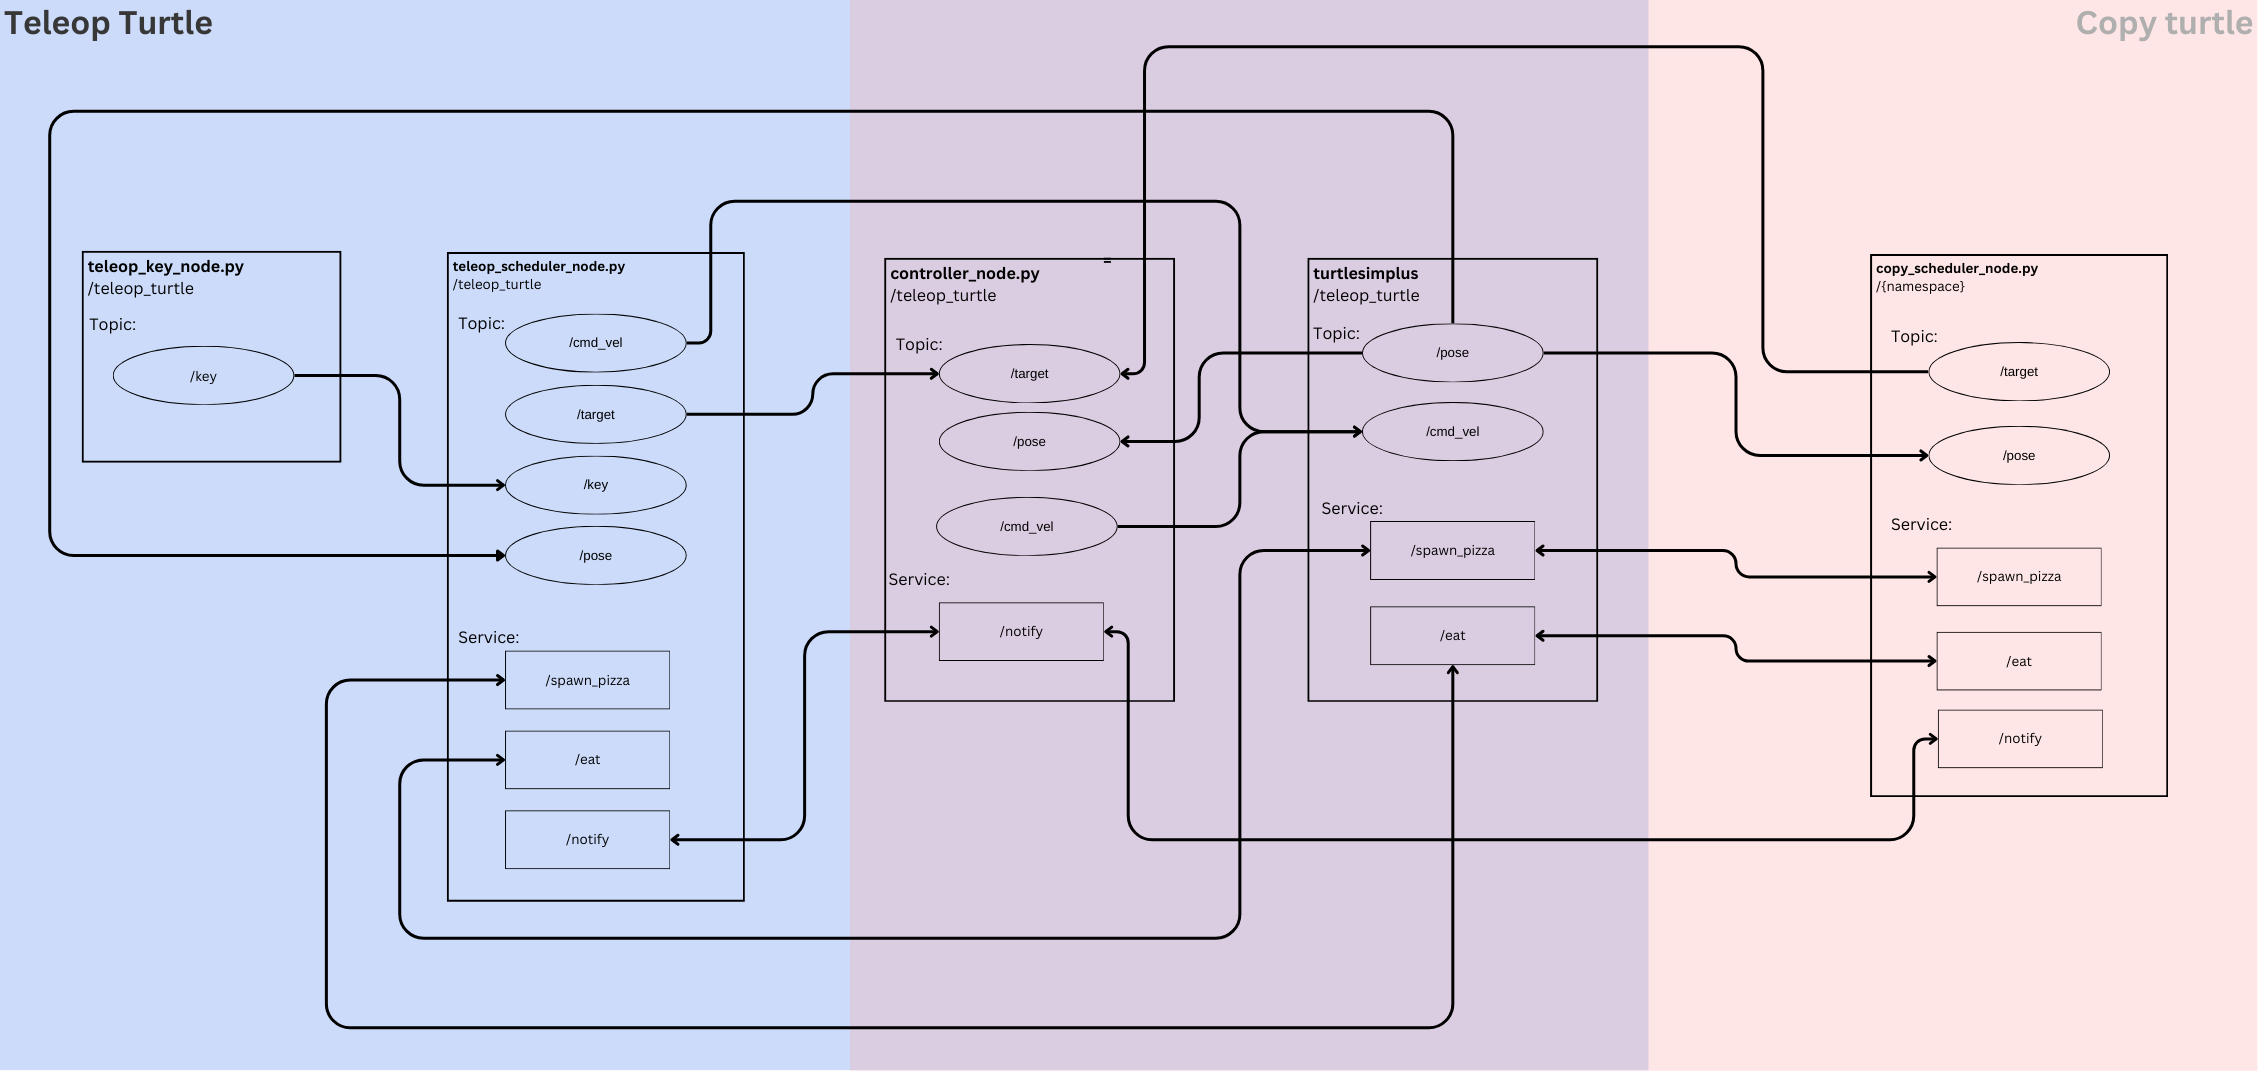 Teleop Turtle
Copy turtle
teleop_key_node.py
/teleop_turtle
Topic:
/key
teleop_scheduler_node.py
/teleop_turtle
Topic:
/cmd_vel
/target
/key
/pose
Service:
/spawn_pizza
/eat
/notify
=
controller_node.py
/teleop_turtle
Topic:
/target
/pose
/cmd_vel
Service:
/notify
turtlesimplus
/teleop_turtle
Topic:
/pose
/cmd_vel
Service:
/spawn_pizza
/eat
copy_scheduler_node.py
/{namespace}
Topic:
/target
/pose
Service:
/spawn_pizza
/eat
/notify